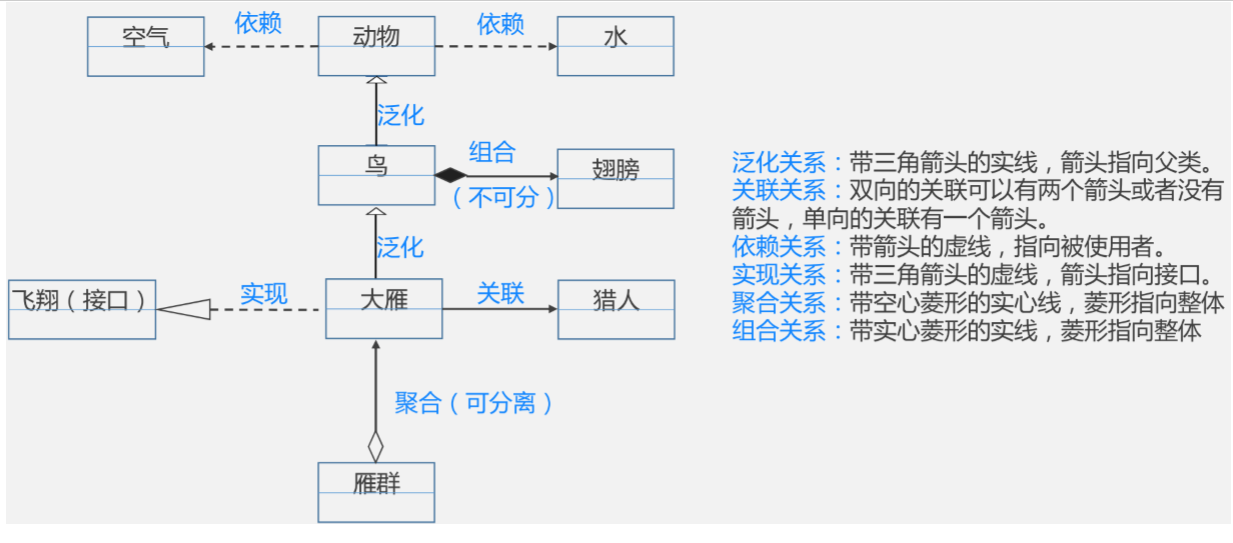 空气
依赖
动物
依赖
水
泛化
鸟
组合
（不可分）
翅膀
泛化
飞翔（接口）
实现
大雁
关联
猎人
聚合（可分离）
雁群
泛化关系：带三角箭头的实线，箭头指向父类。
关联关系：双向的关联可以有两个箭头或者没有
箭头，单向的关联有一个箭头。
依赖关系：带箭头的虚线，指向被使用者。
实现关系：带三角箭头的虚线，箭头指向接口。
聚合关系：带空心菱形的实心线，菱形指向整体
组合关系：带实心菱形的实线，菱形指向整体